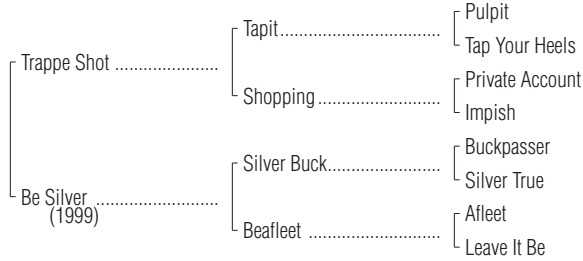 Pulpit
Tapit........................................
Tap Your Heels
Trappe Shot .........................
Private Account
Shopping..............................
Impish
Buckpasser
Silver Buck............................
Silver True
Be Silver ..............................
(1999)
Afleet
Beafleet ................................
Leave It Be